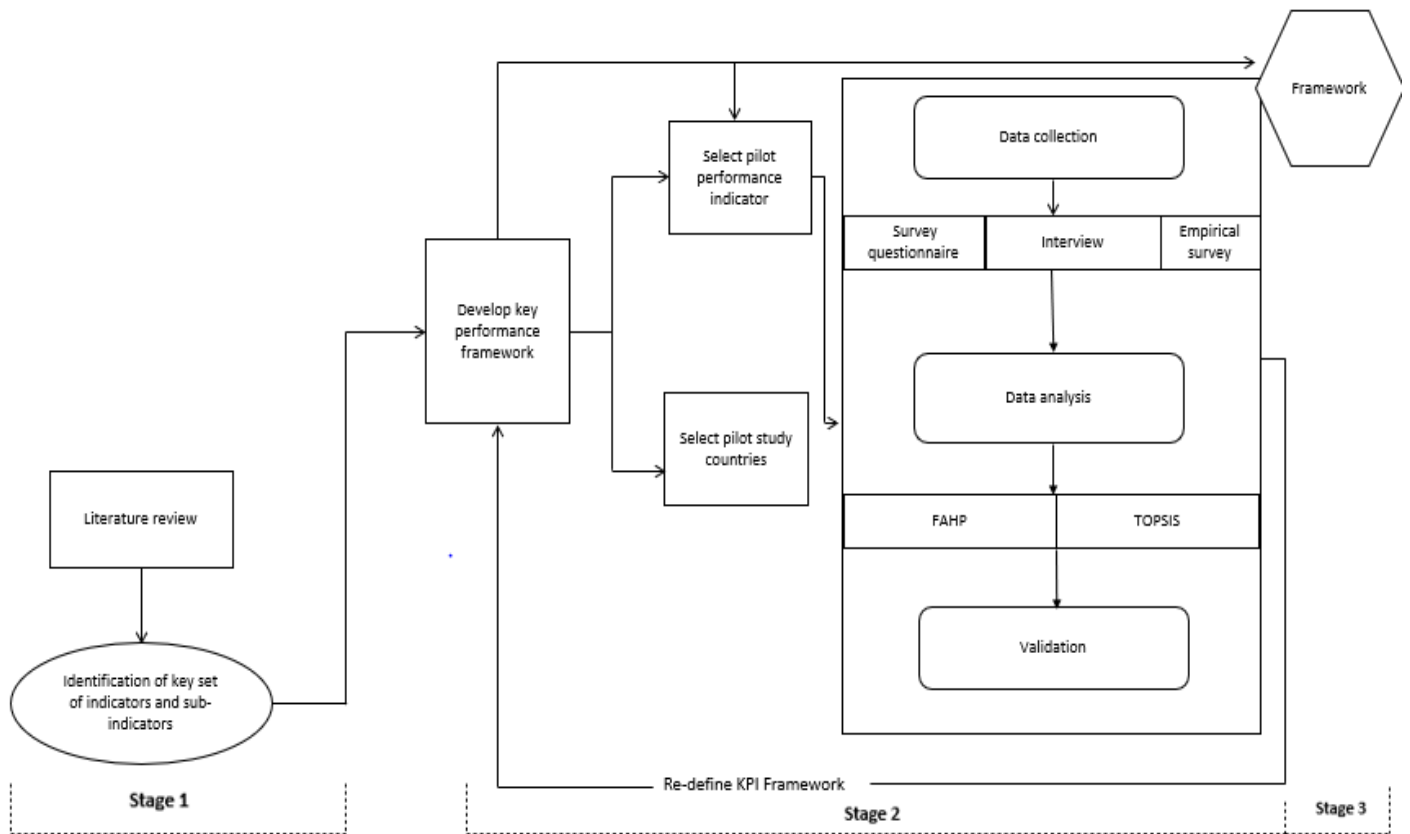 Literature review
Identification of key set
of indicators and sub-
indicators
Stage 1
Develop key
performance
framework
Select pilot
performance
indicator
Select pilot study
countries
Data collection
Survey
questionnaire
Interview
Empirical
survey
Data analysis
FAHP
TOPSIS
Validation
Re-define KPI Framework
Stage 2
Framework
Stage 3